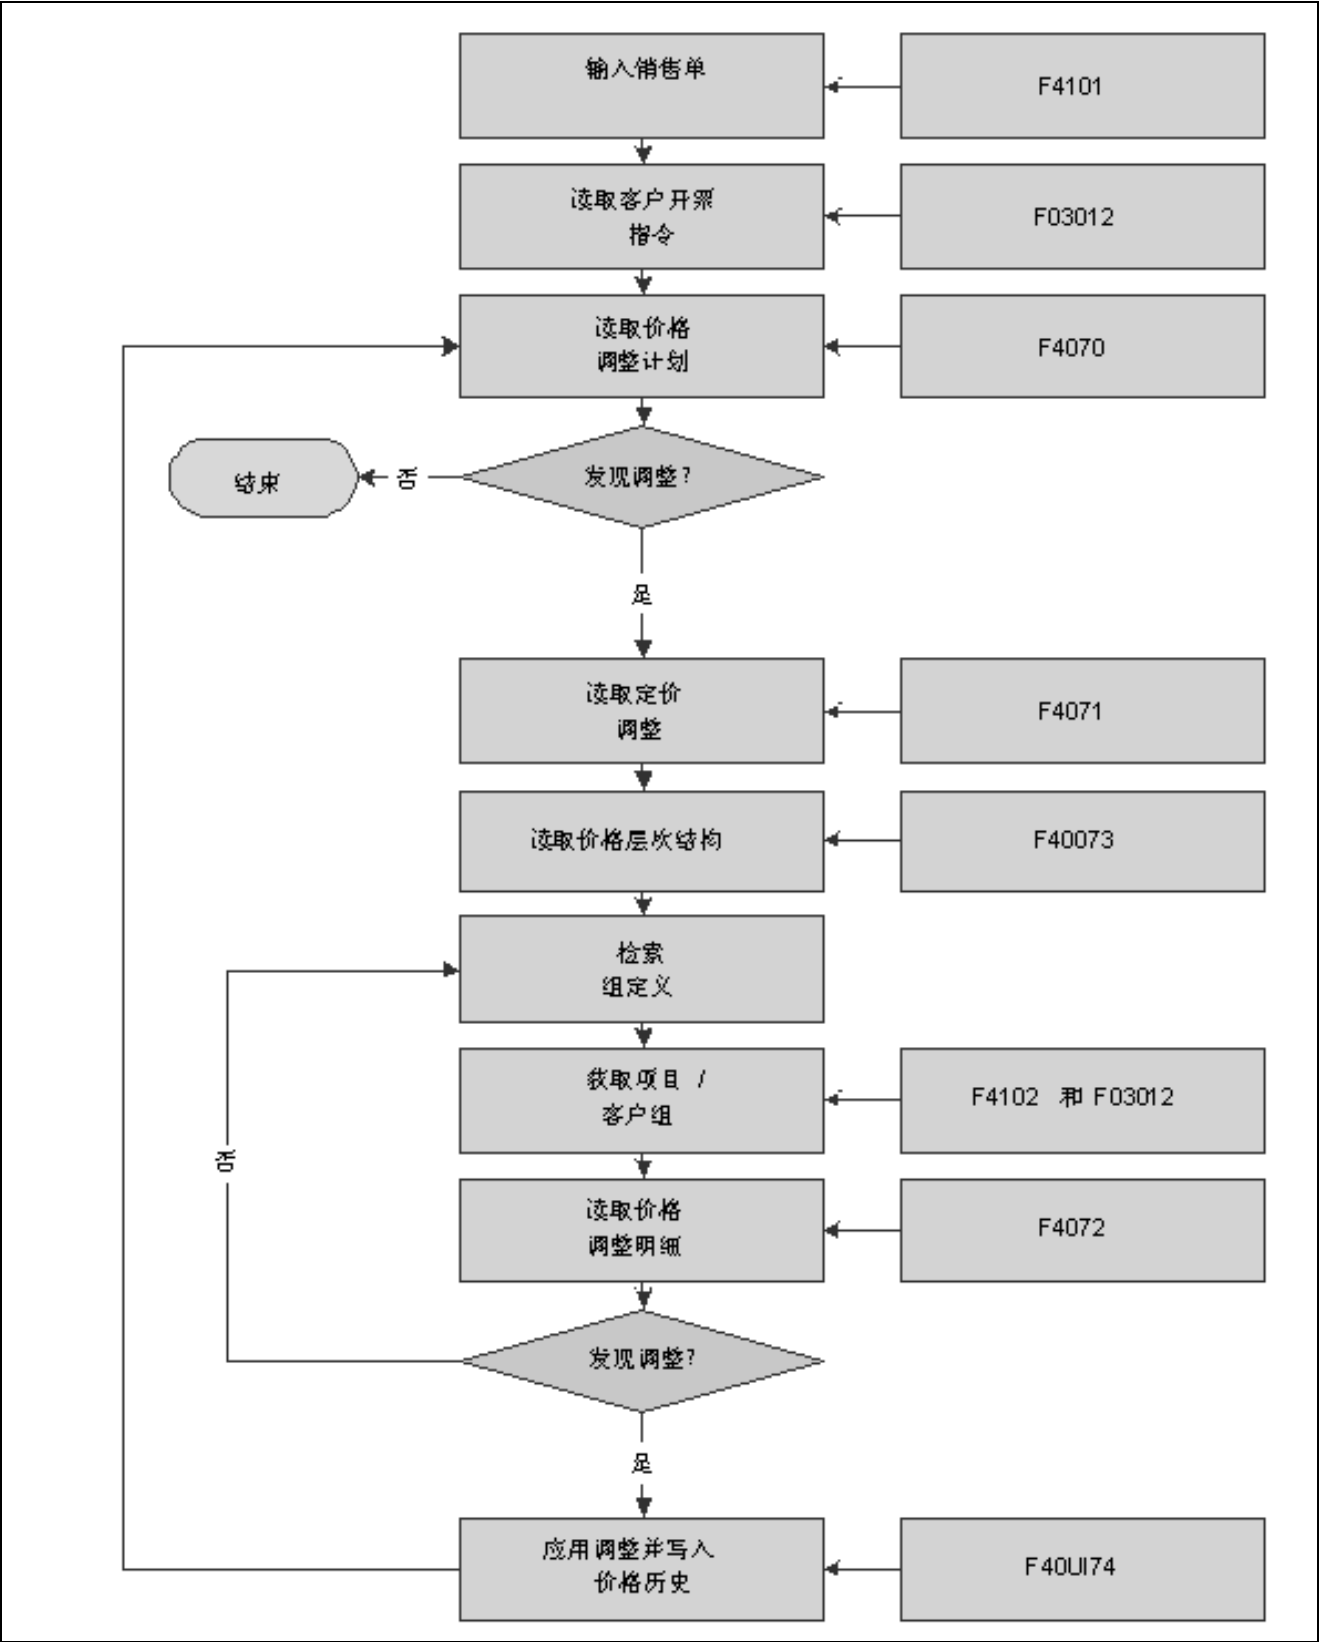 输入销售单
F4101
读取客户开票
指令
F03012
读取价格
调整计划
F4070
发现调整?
否
结束
是
读取定价
调整
F4071
读取价格层次结构
F40073
检索
组定义
获取项目 /
客户组
F4102 和 F03012
否
读取价格
调整明细
F4072
发现调整?
是
应用调整并写入
价格历史
F40UI74